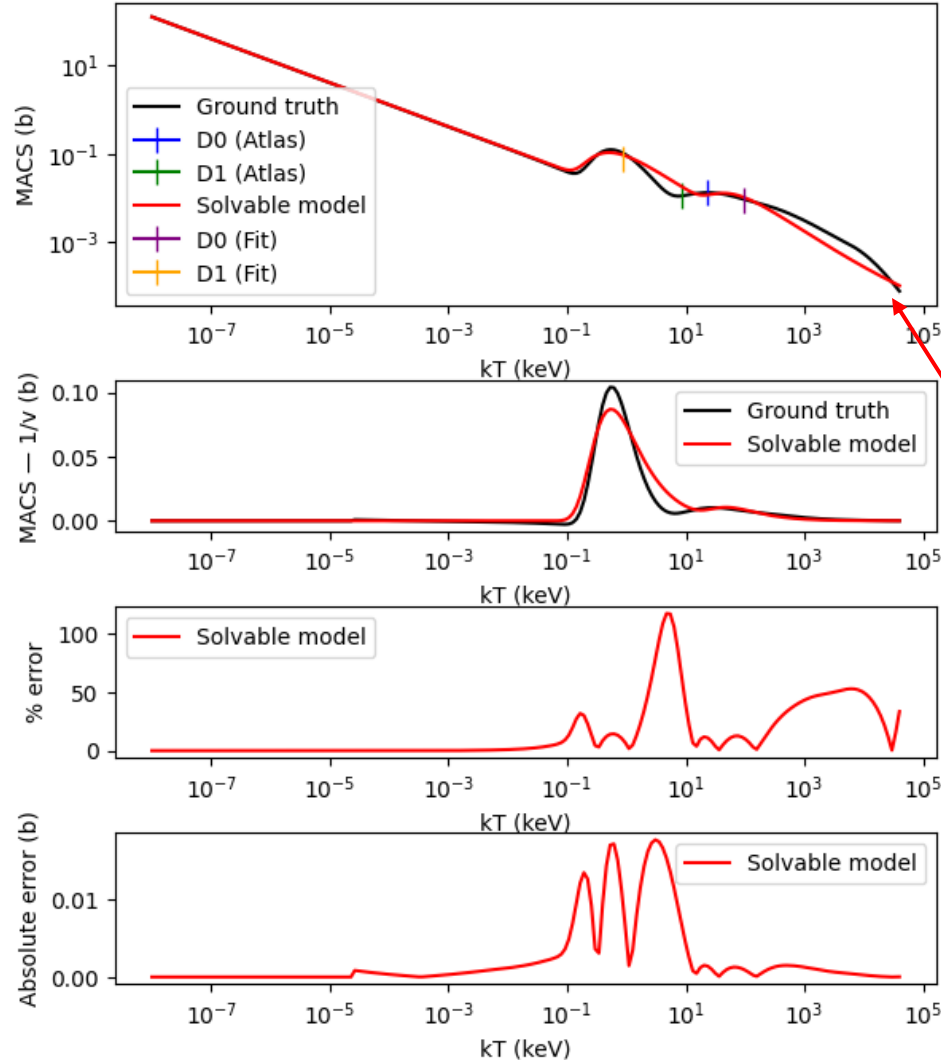 MACS (b)
10^1
10^-1
10^-3
Ground truth
D0 (Atlas)
D1 (Atlas)
Solvable model
D0 (Fit)
D1 (Fit)
10^-7 10^-5 10^-3 10^-1 10^1 10^3 10^5
kT (keV)
MACS — 1/v (b)
0.10
0.05
0.00
Ground truth
Solvable model
10^-7 10^-5 10^-3 10^-1 10^1 10^3 10^5
kT (keV)
% error
100
50
0
Solvable model
10^-7 10^-5 10^-3 10^-1 10^1 10^3 10^5
kT (keV)
Absolute error (b)
0.01
0.00
Solvable model
10^-7 10^-5 10^-3 10^-1 10^1 10^3 10^5
kT (keV)